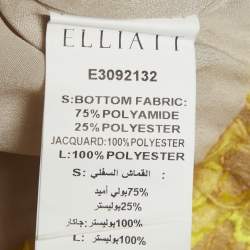 ELLIATT
E3092132
S:BOTTOM FABRIC:
75% POLYAMIDE
25% POLYESTER
JACQUARD:100% POLYESTER
L:100% POLYESTER
S: القماش السفلي:
75%بولي أميد
25%بوليستر
100%بوليستر: جاكار
L: 100%بوليستر